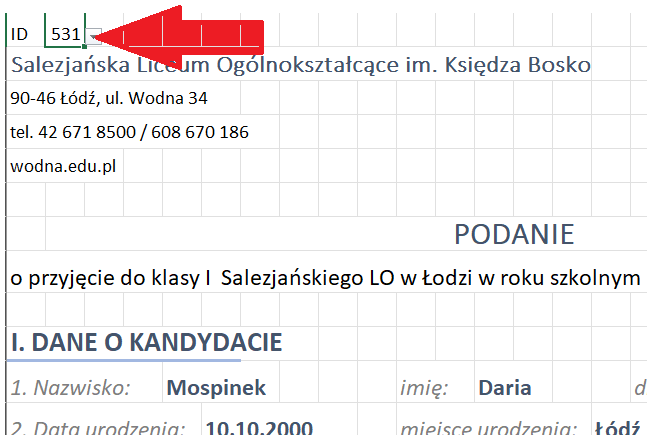 ID 531
Salezjańska Liceum Ogólnokształcące im. Księdza Bosko
90-46 Łódź, ul. Wodna 34
tel. 42 671 8500 / 608 670 186
wodna.edu.pl
PODANIE
o przyjęcie do klasy I Salezjańskiego LO w Łodzi w roku szkolnym
I. DANE O KANDYDACIE
1. Nazwisko: Mospinek imię: Daria d
2. Data urodzenia: 10.10.2000 miejsce urodzenia: Łódź